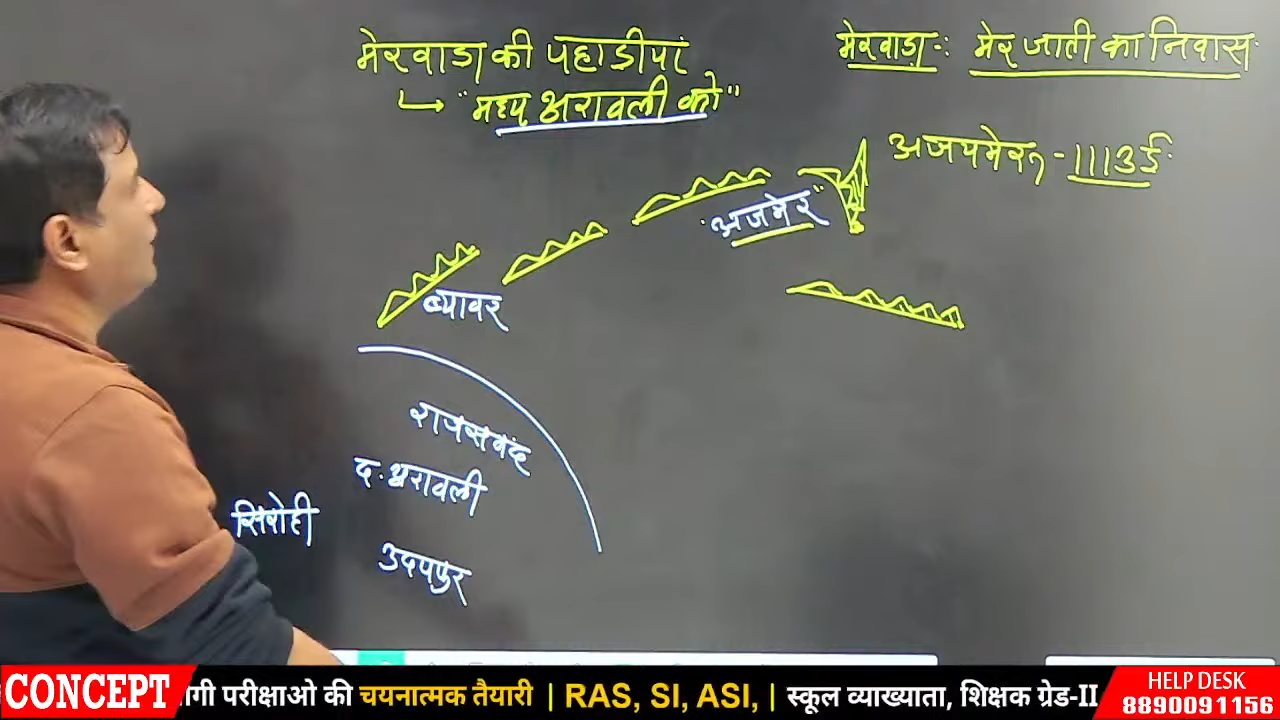 मेरवाडा की पहाडीयां
"मध्य अरावली को"
मेरवाडा़ -: मेर जाती का निवास
अजयमेरु - 1113 ई.
"अजमेर"
ब्यावर
राजसमंद
द. अरावली
सिरोही
उदयपुर
CONCEPT
गी परीक्षाओ की चयनात्मक तैयारी | RAS, SI, ASI, | स्कूल व्याख्याता, शिक्षक ग्रेड-II
HELP DESK
8890091156